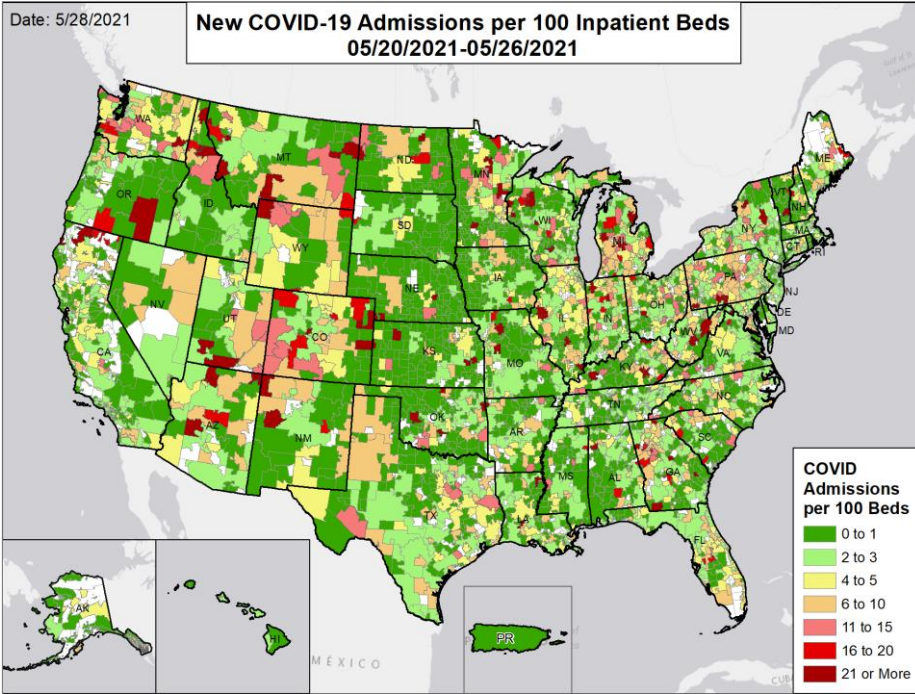 Date: 5/28/2021
New COVID-19 Admissions per 100 Inpatient Beds
05/20/2021-05/26/2021
WA
MT
ND
MN
ME
OR
ID
SD
WI
MI
VT
NH
NY
MA
CT
RI
WY
IA
PA
NJ
NV
UT
NE
IL
IN
OH
DE
MD
CA
CO
KS
MO
KY
WV
VA
AZ
NM
OK
AR
TN
NC
SC
TX
LA
MS
AL
GA
FL
AK
HI
PR
MÉXICO
CUBA
COVID
Admissions
per 100 Beds
0 to 1
2 to 3
4 to 5
6 to 10
11 to 15
16 to 20
21 or More